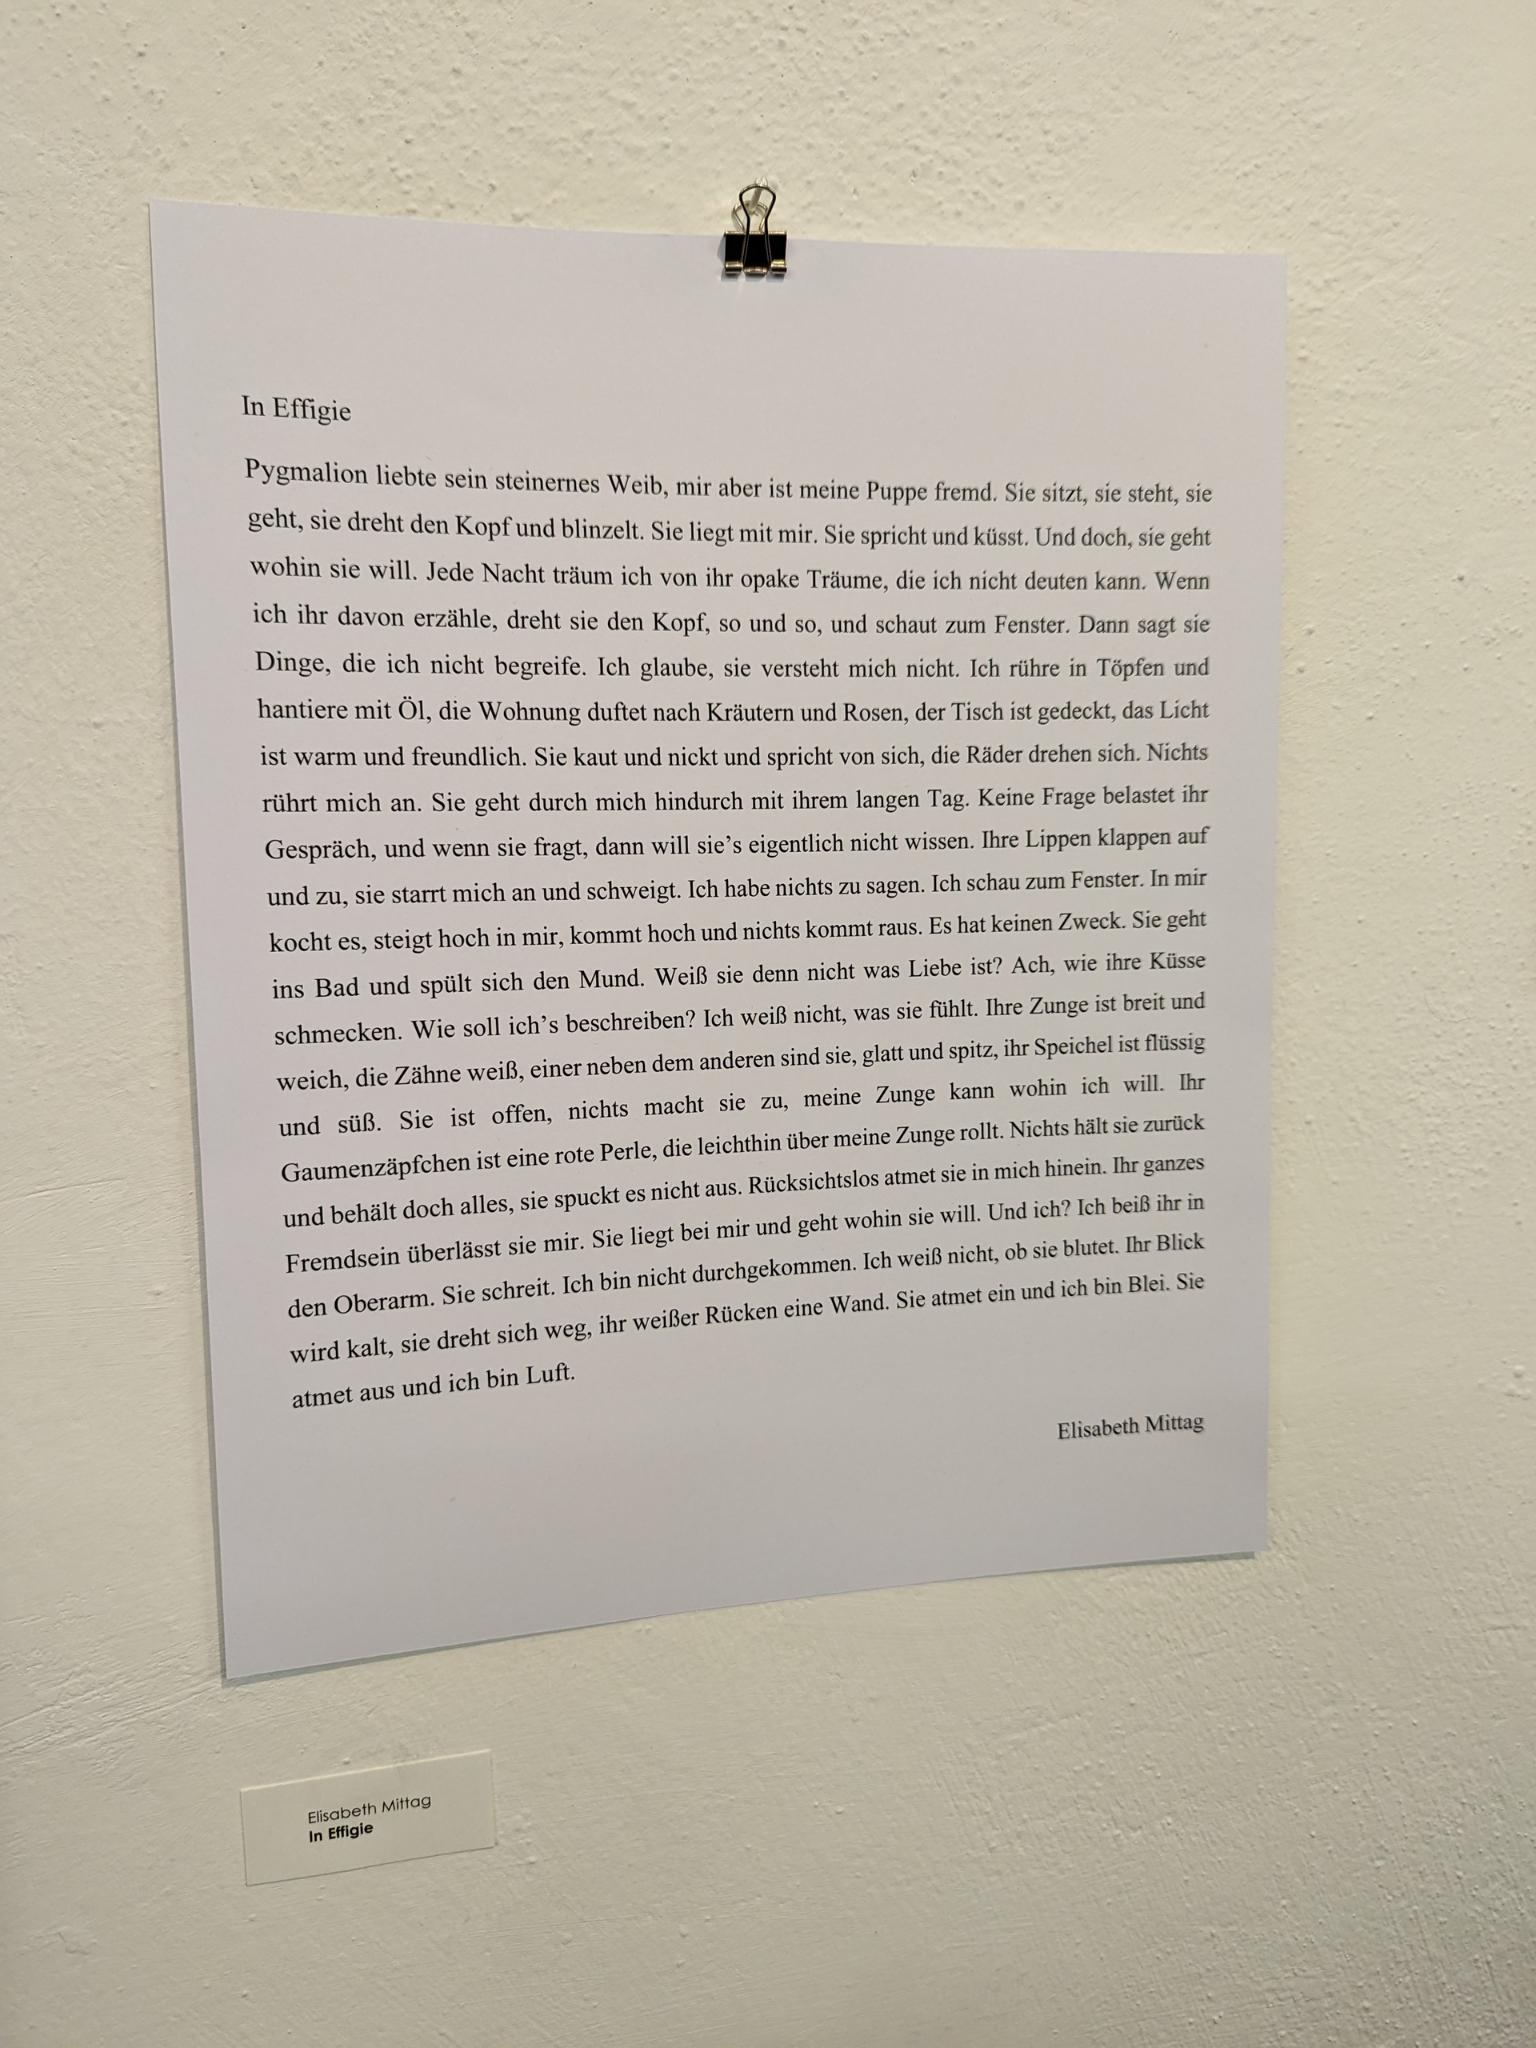 In Effigie
Pygmalion liebte sein steinernes Weib, mir aber ist meine Puppe fremd. Sie sitzt, sie steht, sie
geht, sie dreht den Kopf und blinzelt. Sie liegt mit mir. Sie spricht und küsst. Und doch, sie geht
wohin sie will. Jede Nacht träum ich von ihr opake Träume, die ich nicht deuten kann. Wenn
ich ihr davon erzähle, dreht sie den Kopf, so und so, und schaut zum Fenster. Dann sagt sie
Dinge, die ich nicht begreife. Ich glaube, sie versteht mich nicht. Ich rühre in Töpfen und
hantiere mit Öl, die Wohnung duftet nach Kräutern und Rosen, der Tisch ist gedeckt, das Licht
ist warm und freundlich. Sie kaut und nickt und spricht von sich, die Räder drehen sich. Nichts
rührt mich an. Sie geht durch mich hindurch mit ihrem langen Tag. Keine Frage belastet ihr
Gespräch, und wenn sie fragt, dann will sie’s eigentlich nicht wissen. Ihre Lippen klappen auf
und zu, sie starrt mich an und schweigt. Ich habe nichts zu sagen. Ich schau zum Fenster. In mir
kocht es, steigt hoch in mir, kommt hoch und nichts kommt raus. Es hat keinen Zweck. Sie geht
ins Bad und spült sich den Mund. Weiß sie denn nicht was Liebe ist? Ach, wie ihre Küsse
schmecken. Wie soll ich’s beschreiben? Ich weiß nicht, was sie fühlt. Ihre Zunge ist breit und
weich, die Zähne weiß, einer neben dem anderen sind sie, glatt und spitz, ihr Speichel ist flüssig
und süß. Sie ist offen, nichts macht sie zu, meine Zunge kann wohin ich will. Ihr
Gaumenzäpfchen ist eine rote Perle, die leichthin über meine Zunge rollt. Nichts hält sie zurück
und behält doch alles, sie spuckt es nicht aus. Rücksichtslos atmet sie in mich hinein. Ihr ganzes
Fremdsein überlässt sie mir. Sie liegt bei mir und geht wohin sie will. Und ich? Ich beiß ihr in
den Oberarm. Sie schreit. Ich bin nicht durchgekommen. Ich weiß nicht, ob sie blutet. Ihr Blick
wird kalt, sie dreht sich weg, ihr weißer Rücken eine Wand. Sie atmet ein und ich bin Blei. Sie
atmet aus und ich bin Luft.
Elisabeth Mittag
Elisabeth Mittag
In Effigie